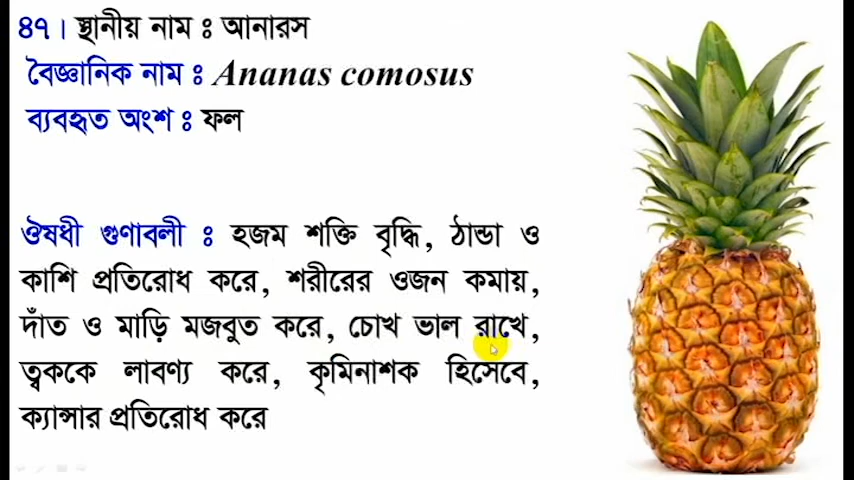 ৪৭। স্থানীয় নাম ঃ আনারস
বৈজ্ঞানিক নাম ঃ Ananas comosus
ব্যবহৃত অংশ ঃ ফল
ঔষধী গুণাবলী ঃ হজম শক্তি বৃদ্ধি, ঠান্ডা ও
কাশি প্রতিরোধ করে, শরীরের ওজন কমায়,
দাঁত ও মাড়ি মজবুত করে, চোখ ভাল রাখে,
ত্বককে লাবণ্য করে, কৃমিনাশক হিসেবে,
ক্যান্সার প্রতিরোধ করে